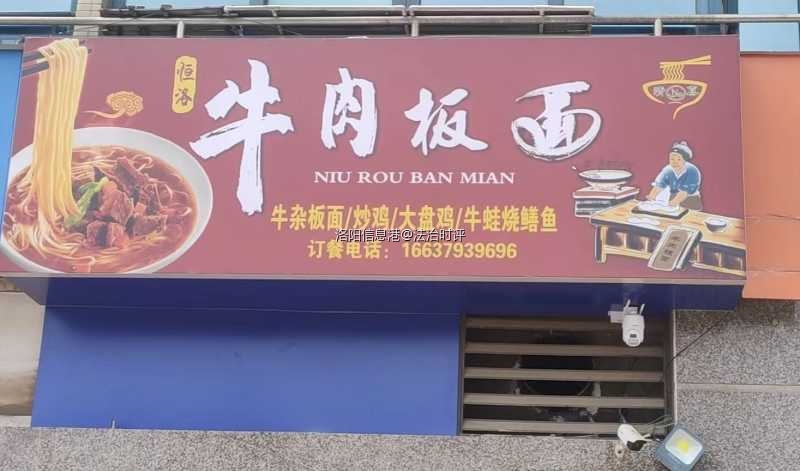 恒洛
牛肉板面
NIU ROU BAN MIAN
牛杂板面/炒鸡/大盘鸡/牛蛙烧鳝鱼
洛阳信息港@法治时评
订餐电话：16637939696